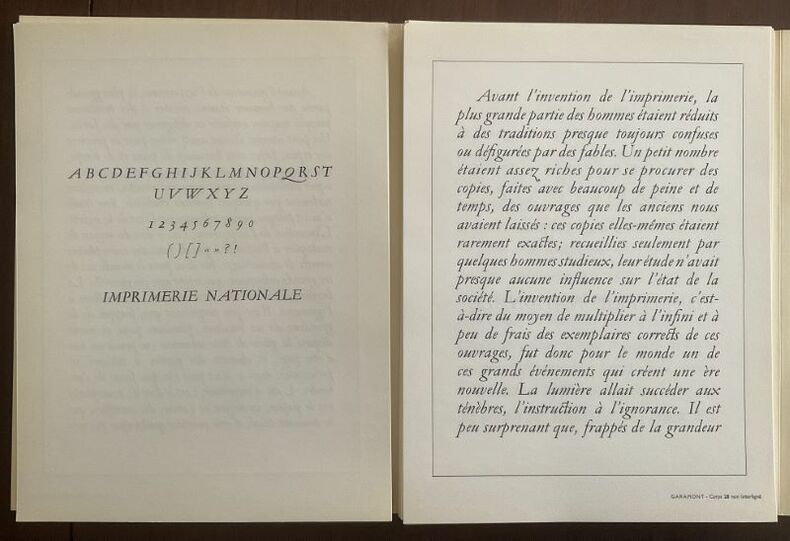 ABCDEFGHIJKLMNOPQRST
UVWXYZ
1234567890
()[]«»?!
IMPRIMERIE NATIONALE
Avant l'invention de l'imprimerie, la
plus grande partie des hommes étaient réduits
à des traditions presque toujours confuses
ou défigurées par des fables. Un petit nombre
étaient assez riches pour se procurer des
copies, faites avec beaucoup de peine et de
temps, des ouvrages que les anciens nous
avaient laissés : ces copies elles-mêmes étaient
rarement exactes; recueillies seulement par
quelques hommes studieux, leur étude n'avait
presque aucune influence sur l'état de la
société. L'invention de l'imprimerie, c'est-
à-dire du moyen de multiplier à l'infini et à
peu de frais des exemplaires corrects de ces
ouvrages, fut donc pour le monde un de
ces grands événements qui créent une ère
nouvelle. La lumière allait succéder aux
ténèbres, l'instruction à l'ignorance. Il est
peu surprenant que, frappés de la grandeur
GARAMONT - Corps 28 non interligné